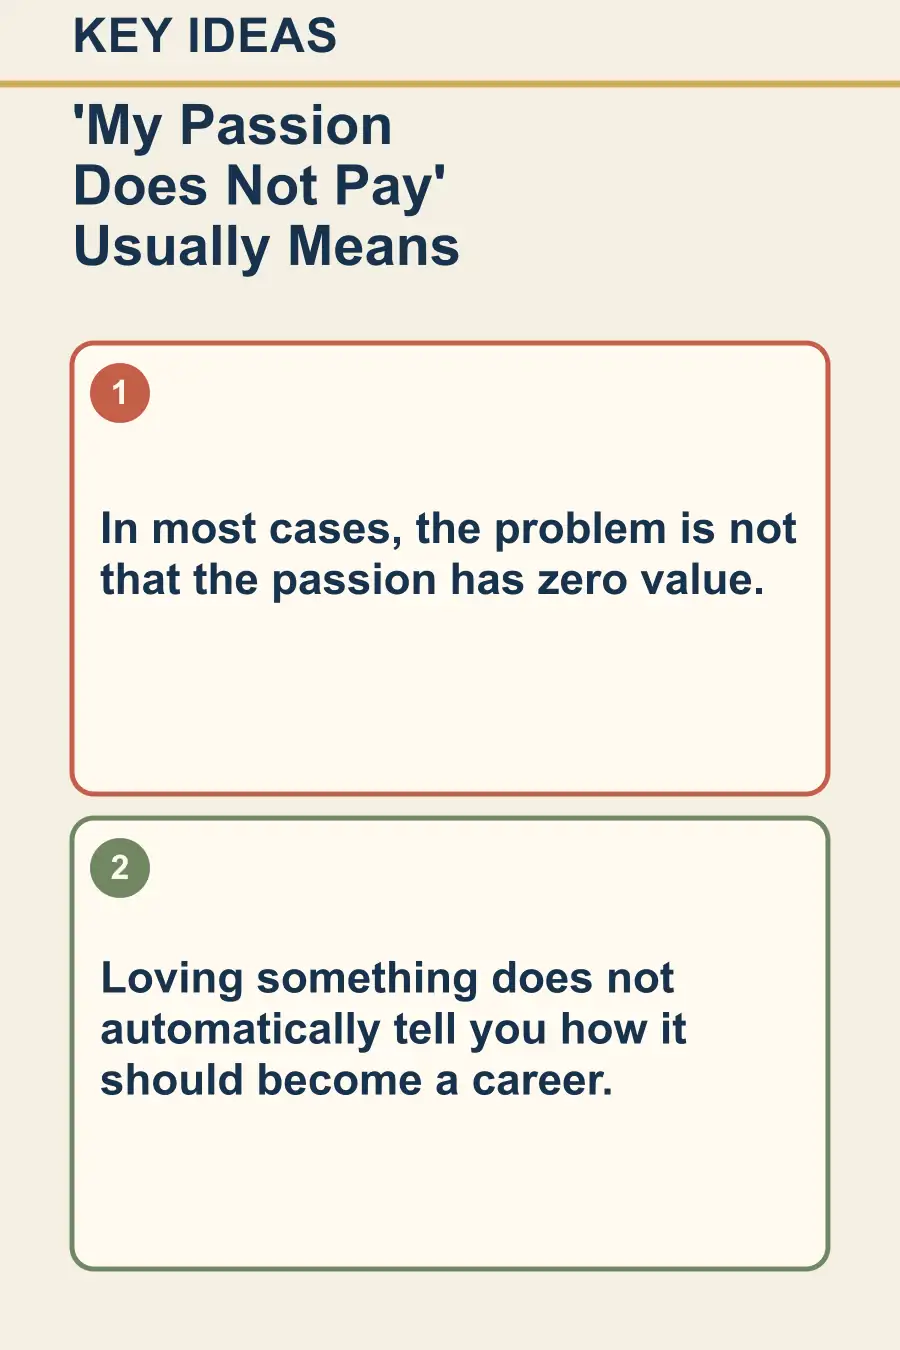 KEY IDEAS
'My Passion
Does Not Pay'
Usually Means
1
In most cases, the problem is not
that the passion has zero value.
2
Loving something does not
automatically tell you how it
should become a career.